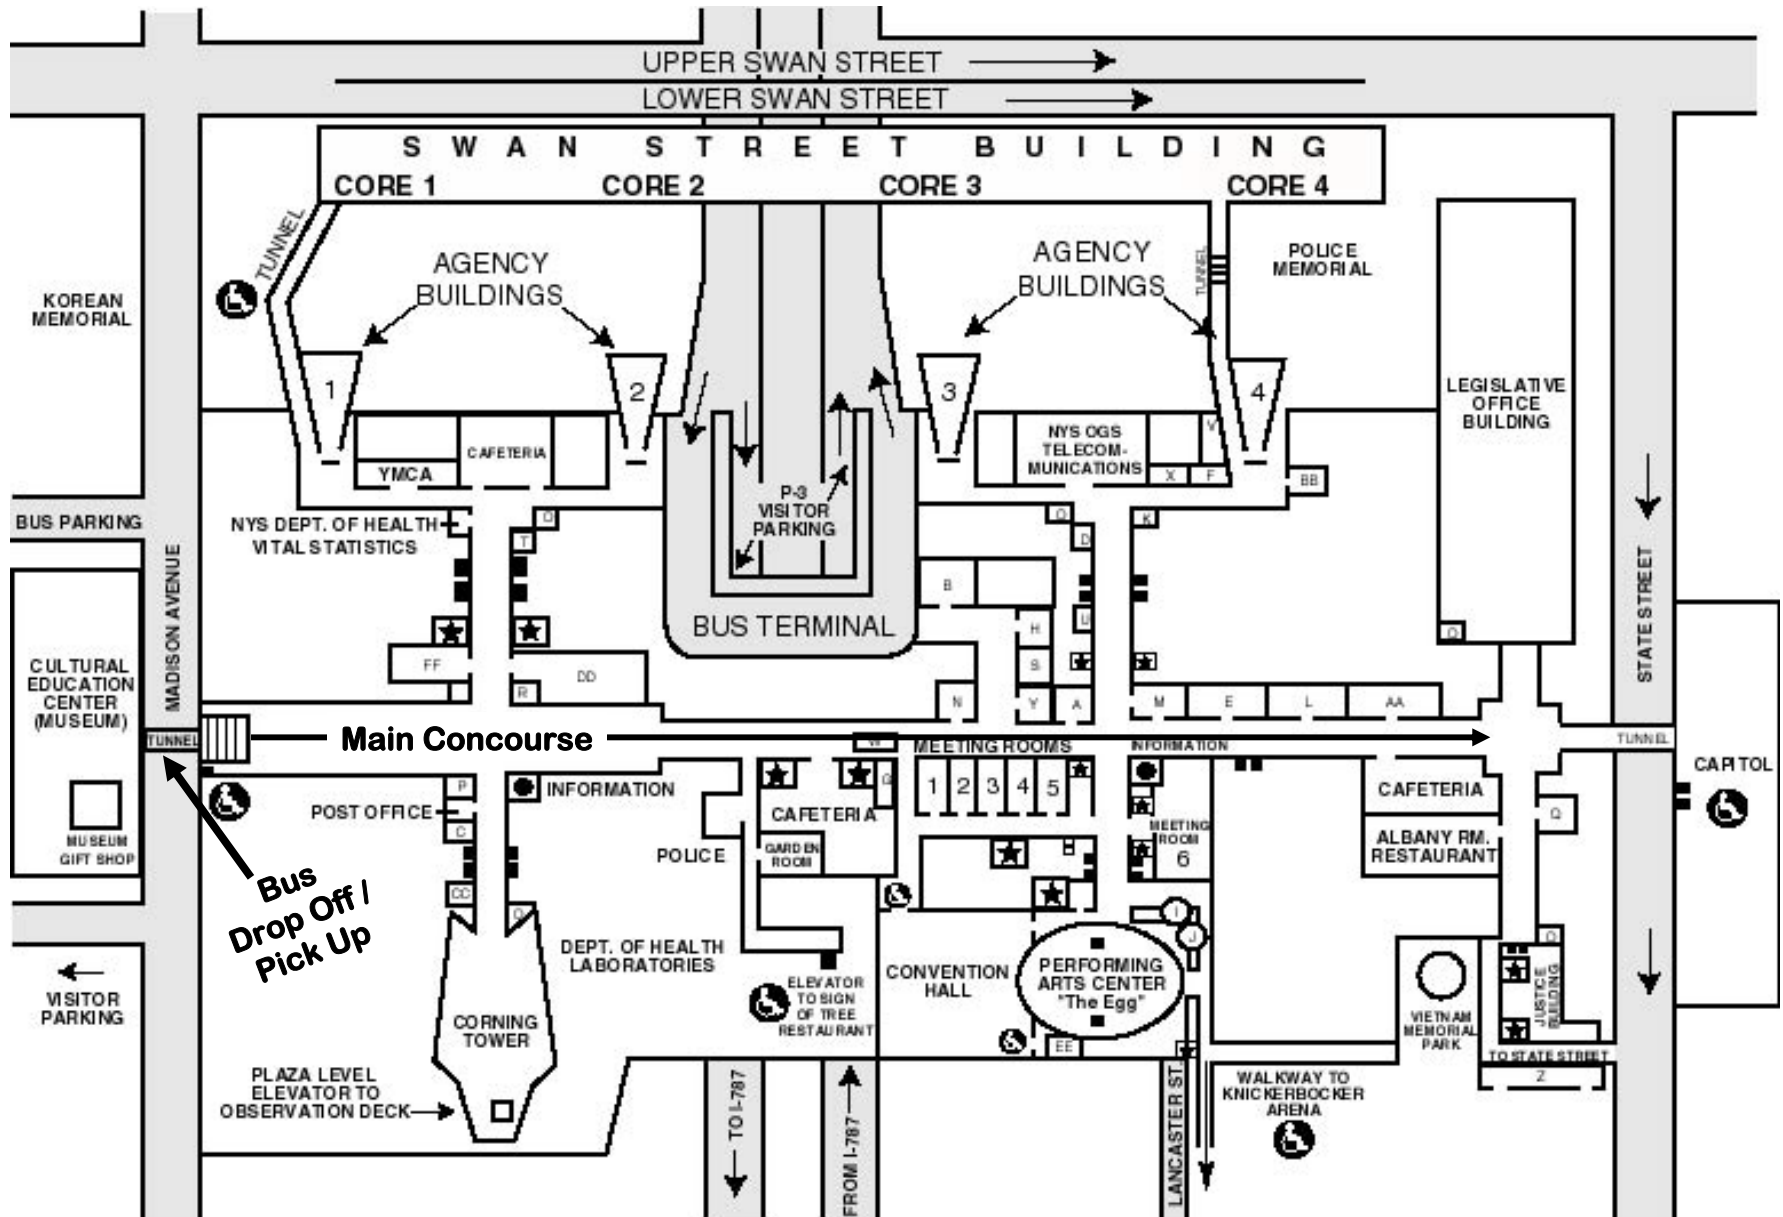 UPPER SWAN STREET
LOWER SWAN STREET
SWAN STREET BUILDING
CORE 1
CORE 2
CORE 3
CORE 4
TUNNEL
AGENCY
BUILDINGS
AGENCY
BUILDINGS
TUNNEL
POLICE
MEMORIAL
KOREAN
MEMORIAL
1
2
3
4
LEGISLATIVE
OFFICE
BUILDING
YMCA
CAFETERIA
NYS OGS
TELECOM-
MUNICATIONS
V
X
F
BB
P-3
VISITOR
PARKING
BUS PARKING
NYS DEPT. OF HEALTH
VITAL STATISTICS
O
T
Q
D
K
B
H
U
S
BUS TERMINAL
MADISON AVENUE
STATE STREET
CULTURAL
EDUCATION
CENTER
(MUSEUM)
FF
DD
R
N
Y
A
M
E
L
AA
TUNNEL
Main Concourse
W
MEETING ROOMS
INFORMATION
TUNNEL
CAPITOL
P
INFORMATION
POST OFFICE
C
CAFETERIA
G
1
2
3
4
5
CAFETERIA
Q
MUSEUM
GIFT SHOP
POLICE
GARDEN
ROOM
MEETING
ROOM
6
ALBANY RM.
RESTAURANT
Bus
Drop Off /
Pick Up
CC
I
J
DEPT. OF HEALTH
LABORATORIES
CONVENTION
HALL
PERFORMING
ARTS CENTER
"The Egg"
ELEVATOR
TO SIGN
OF TREE
RESTAURANT
EE
VISITOR
PARKING
CORNING
TOWER
VIETNAM
MEMORIAL
PARK
JUSTICE
BUILDING
TO STATE STREET
Z
PLAZA LEVEL
ELEVATOR TO
OBSERVATION DECK
TO I-787
FROM I-787
LANCASTER ST.
WALKWAY TO
KNICKERBOCKER
ARENA